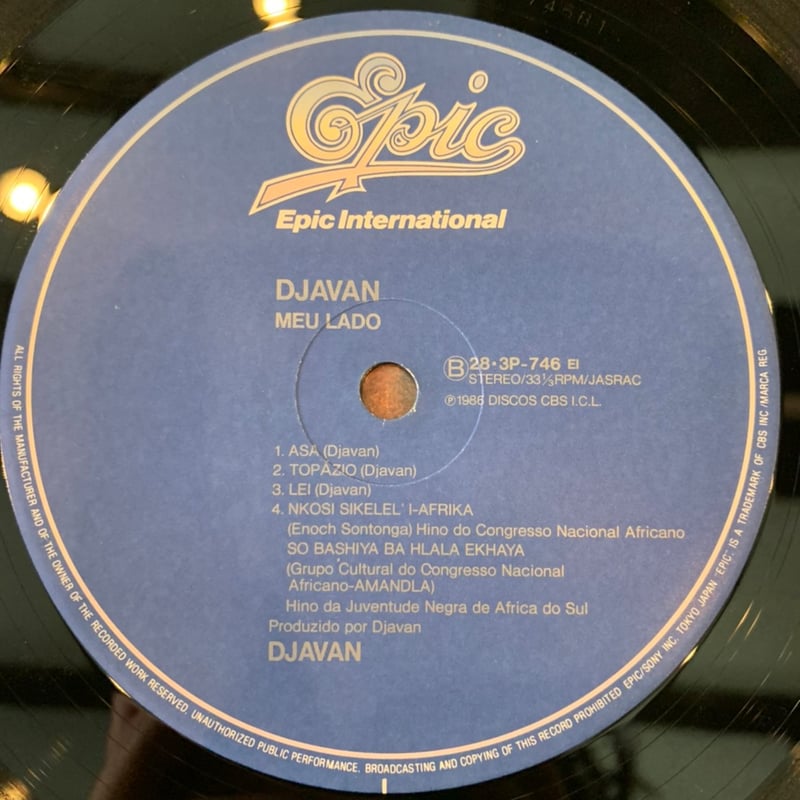 Epic
Epic International
DJAVAN
MEU LADO
B 28・3P-746 EI
STEREO/33⅓RPM/JASRAC
℗1986 DISCOS CBS I.C.L.
1. ASA (Djavan)
2. TOPÁZIO (Djavan)
3. LEI (Djavan)
4. NKOSI SIKELEL' I-AFRIKA
(Enoch Sontonga) Hino do Congresso Nacional Africano
SO BASHIYA BA HLALA EKHAYA
(Grupo Cultural do Congresso Nacional
Africano-AMANDLA)
Hino da Juventude Negra de Africa do Sul
Produzido por Djavan
DJAVAN
ALL RIGHTS OF THE MANUFACTURER AND OF THE OWNER OF THE RECORDED WORK RESERVED. UNAUTHORIZED PUBLIC PERFORMANCE, BROADCASTING AND COPYING OF THIS RECORD PROHIBITED EPIC/SONY INC. TOKYO JAPAN "EPIC" IS A TRADEMARK OF CBS INC./MARCA REG.